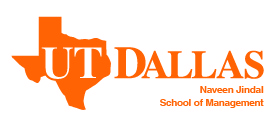 UT DALLAS
Naveen Jindal
School of Management